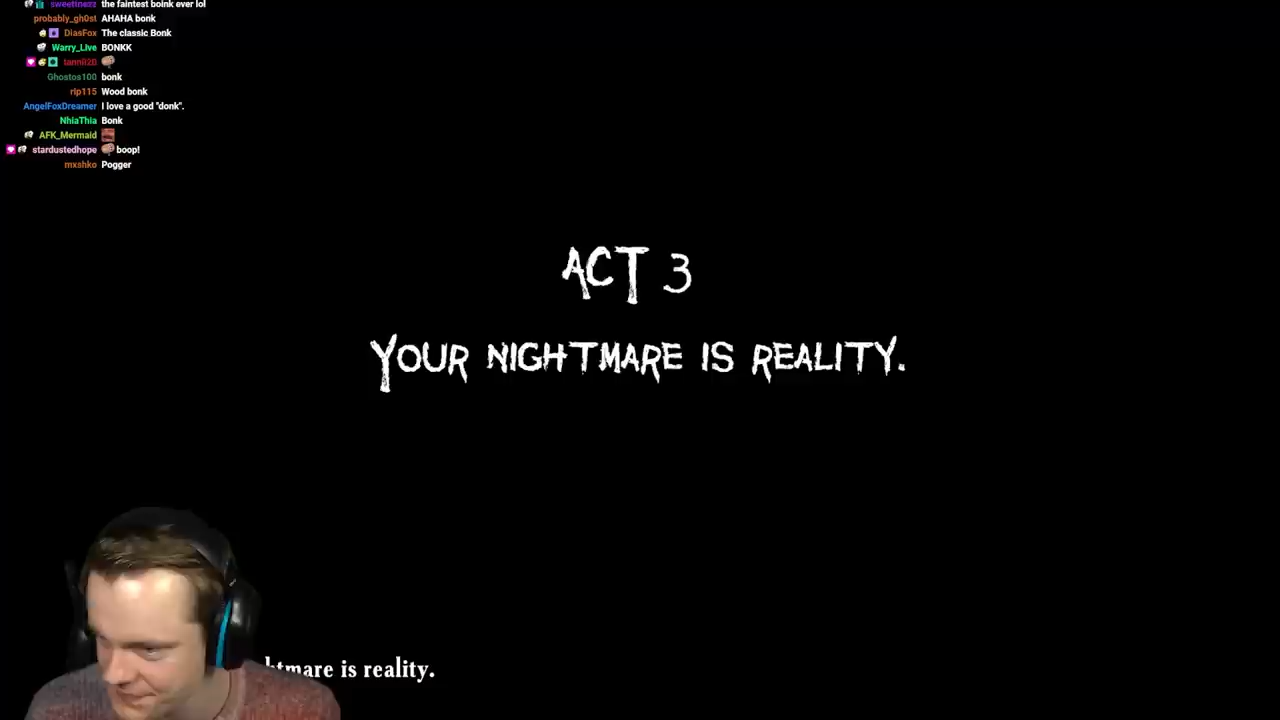 sweetnezz the faintest boink ever lol
probably_gh0st AHAHA bonk
DiasFox The classic Bonk
Warry_Live BONKK
Ghostos100 bonk
rip115 Wood bonk
AngelFoxDreamer I love a good "donk".
NhiaThia Bonk
AFK_Mermaid
stardustedhope boop!
mxshko Pogger
ACT 3
YOUR NIGHTMARE IS REALITY.
htmare is reality.